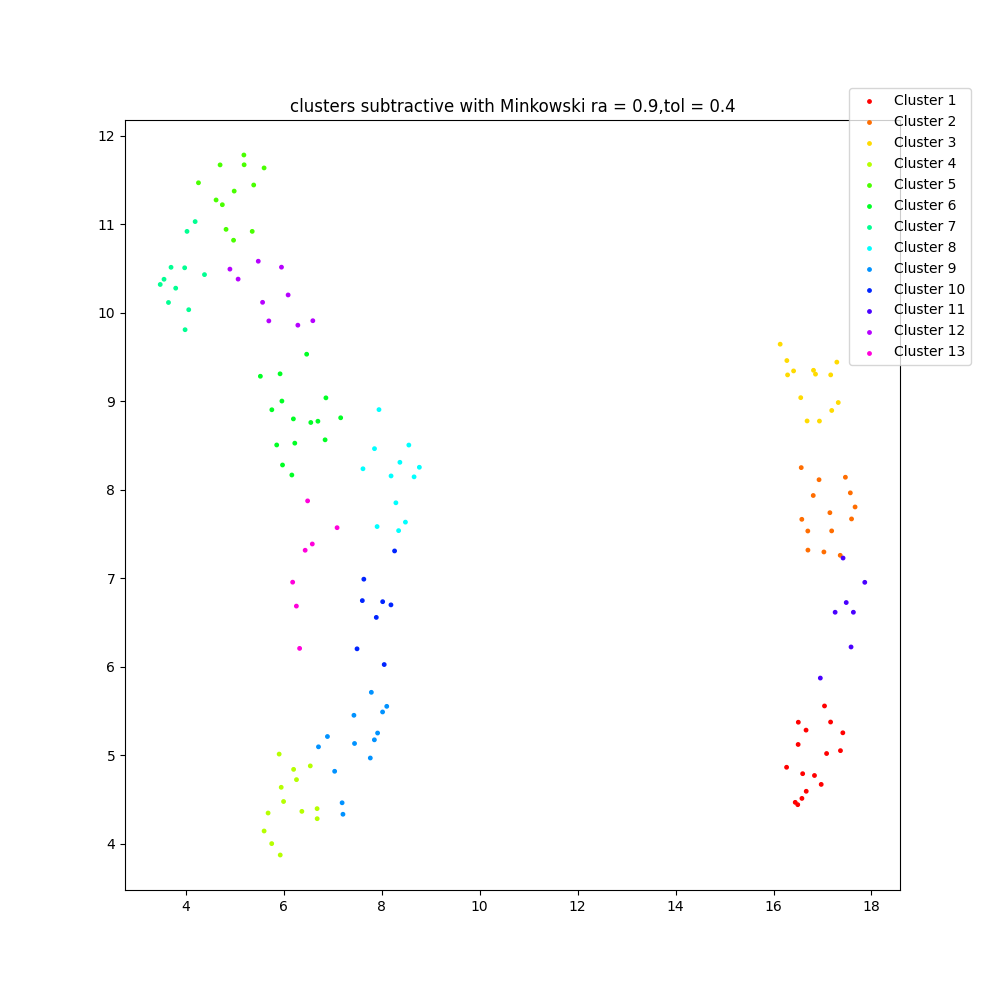 clusters subtractive with Minkowski ra = 0.9,tol = 0.4
Cluster 1
Cluster 2
Cluster 3
Cluster 4
Cluster 5
Cluster 6
Cluster 7
Cluster 8
Cluster 9
Cluster 10
Cluster 11
Cluster 12
Cluster 13
12
11
10
9
8
7
6
5
4
4 6 8 10 12 14 16 18